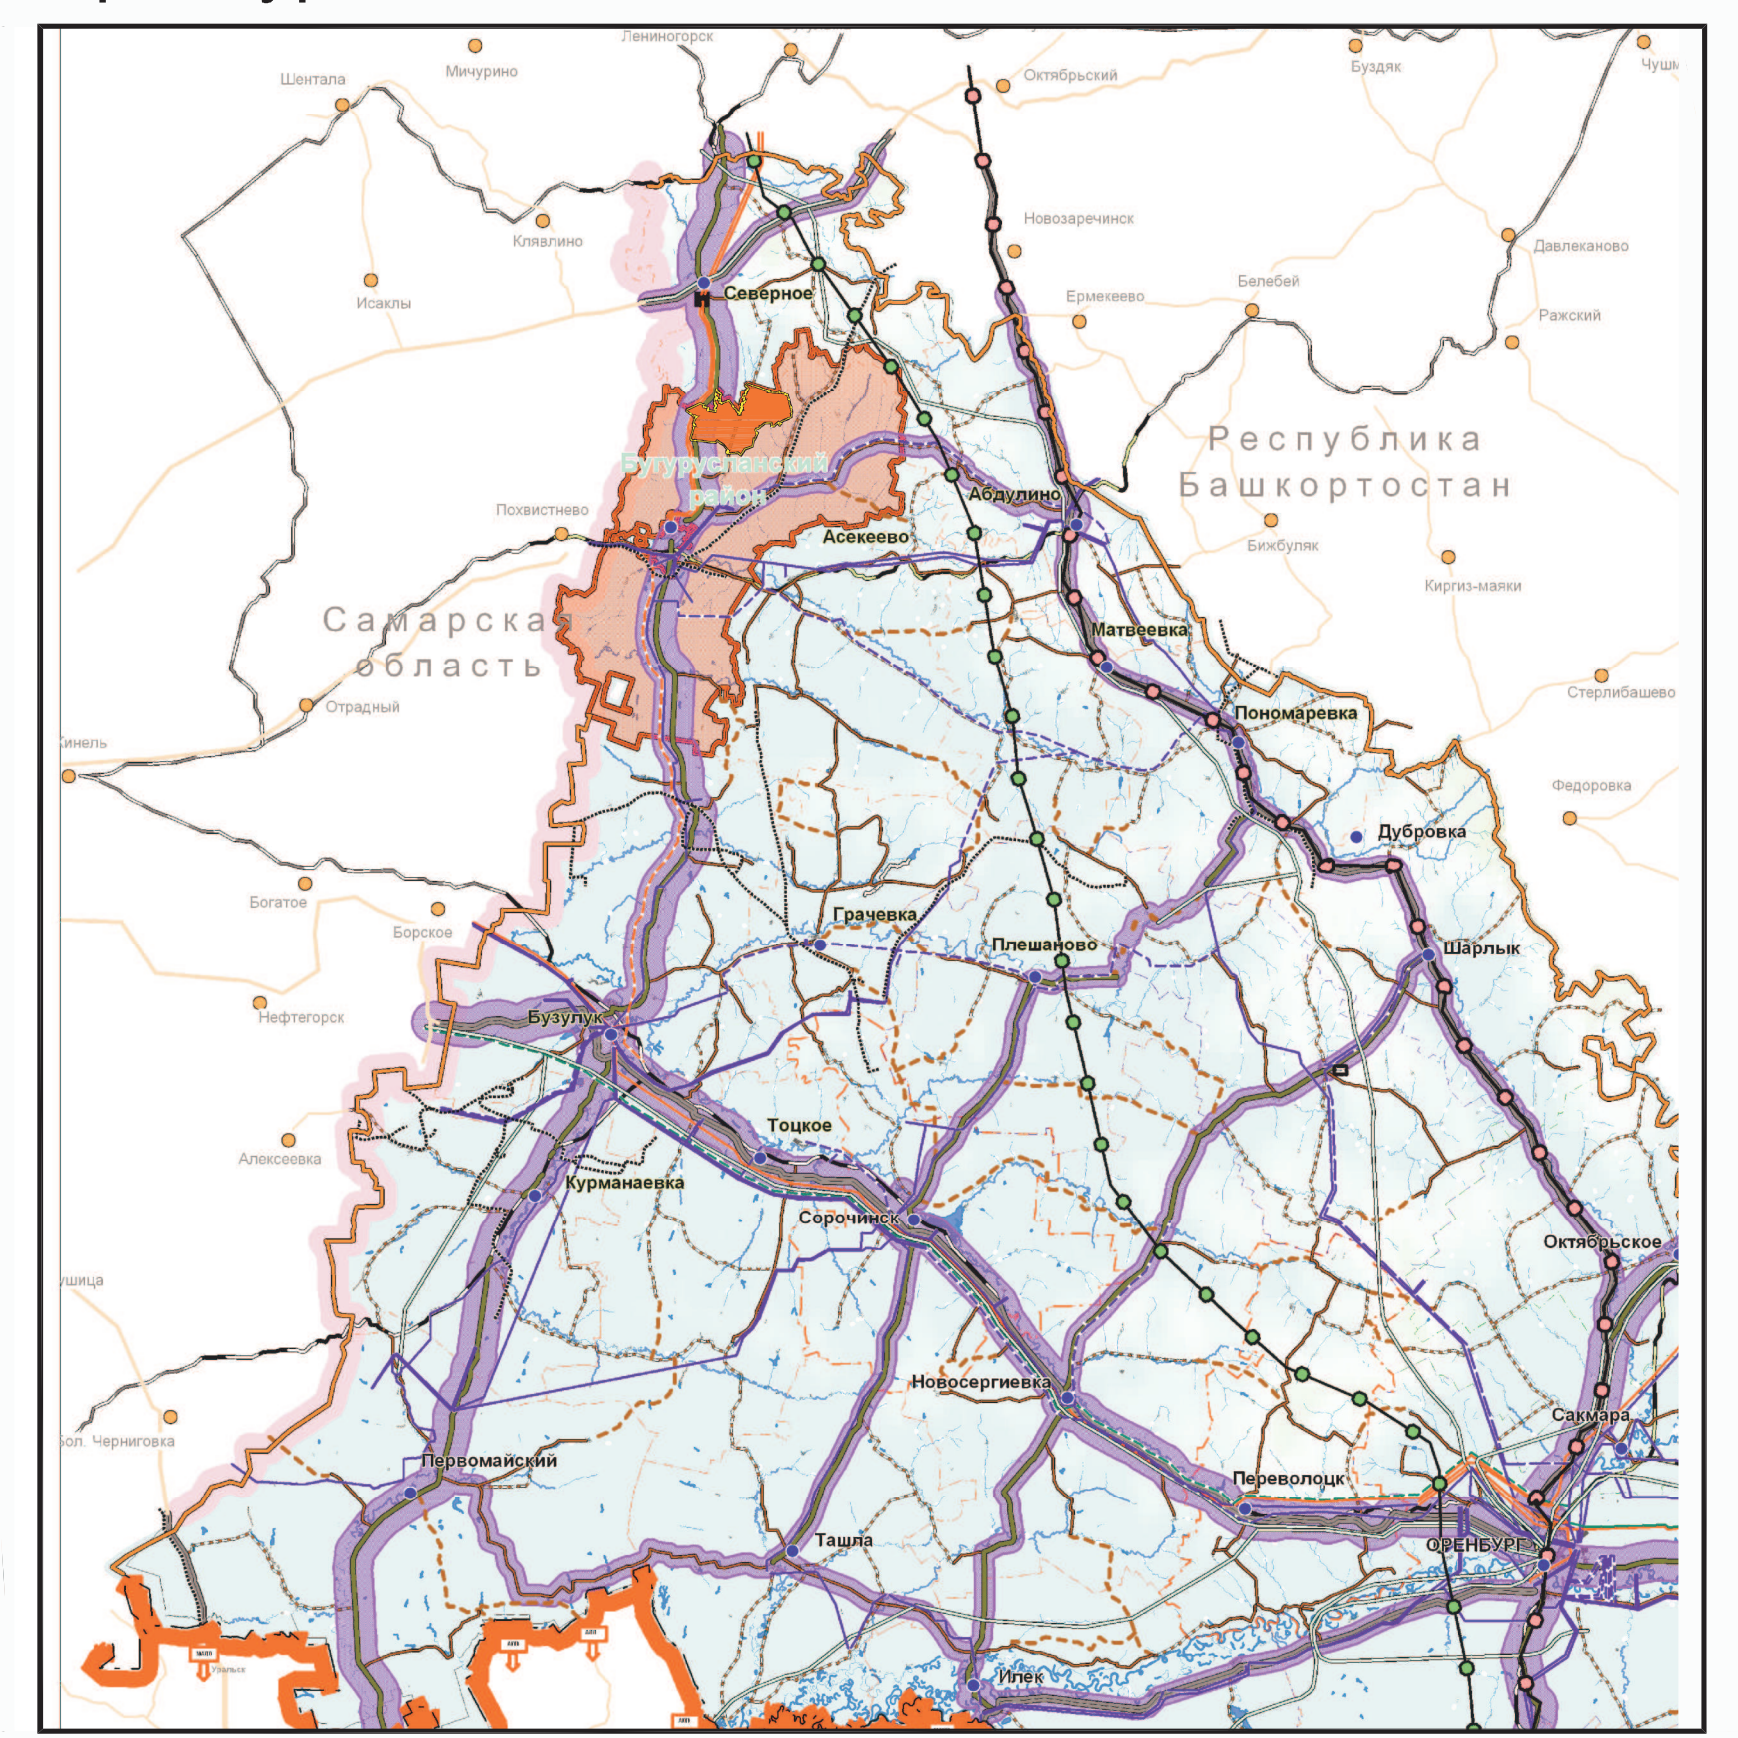 Лениногорск
Мичурино
Шентала
Октябрьский
Буздяк
Клявлино
Новозаречинск
Давлеканово
Исаклы
Северное
Ермекеево
Белебей
Ражский
Республика
Башкортостан
Бугурусланский
район
Похвистнево
Абдулино
Асекеево
Бижбуляк
Киргиз-маяки
Самарская
область
Матвеевка
Стерлибашево
Отрадный
Пономаревка
Кинель
Федоровка
Дубровка
Богатое
Борское
Грачевка
Плешаново
Шарлык
Нефтегорск
Бузулук
Тоцкое
Алексеевка
Курманаевка
Сорочинск
Октябрьское
ушица
Новосергиевка
Сакмара
Бол. Черниговка
Первомайский
Переволоцк
Ташла
ОРЕНБУРГ
Уральск
Илек